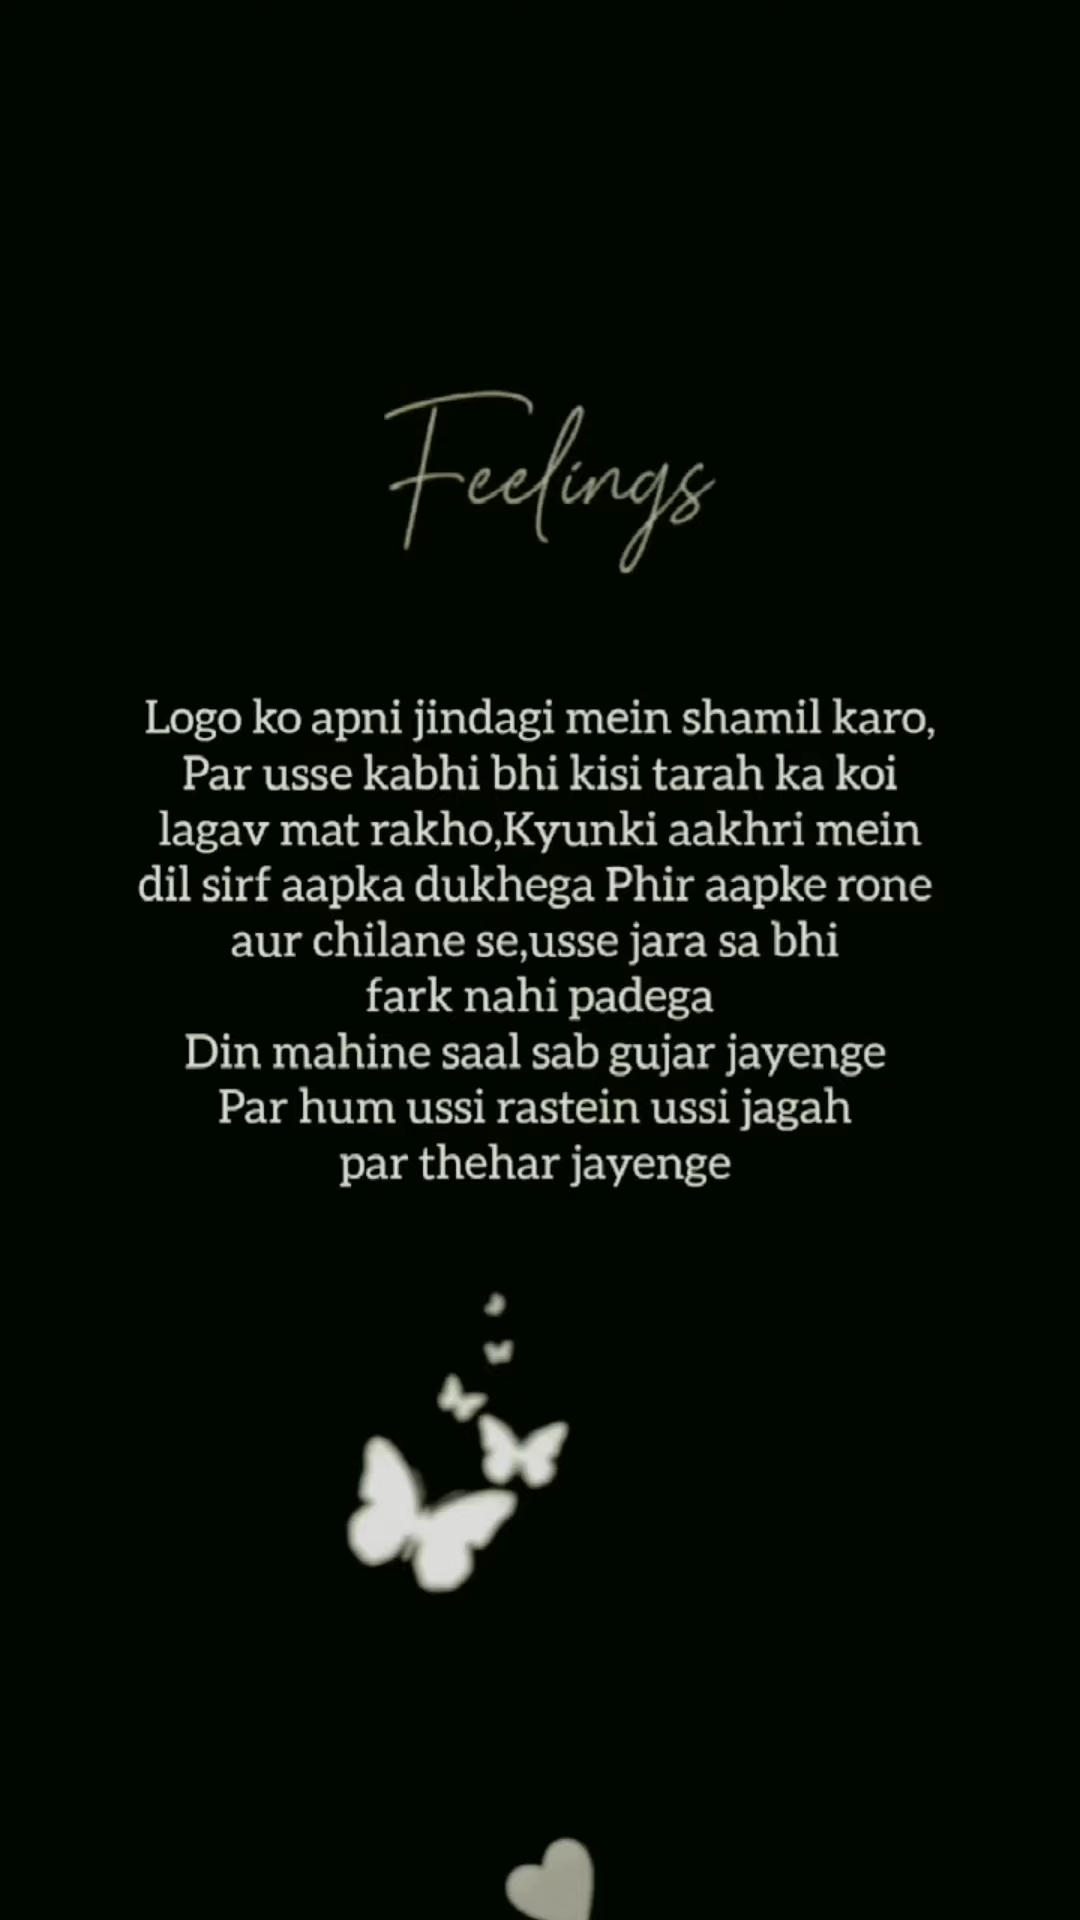 Feelings
Logo ko apni jindagi mein shamil karo,
Par usse kabhi bhi kisi tarah ka koi
lagav mat rakho,Kyunki aakhri mein
dil sirf aapka dukhega Phir aapke rone
aur chilane se,usse jara sa bhi
fark nahi padega
Din mahine saal sab gujar jayenge
Par hum ussi rastein ussi jagah
par thehar jayenge